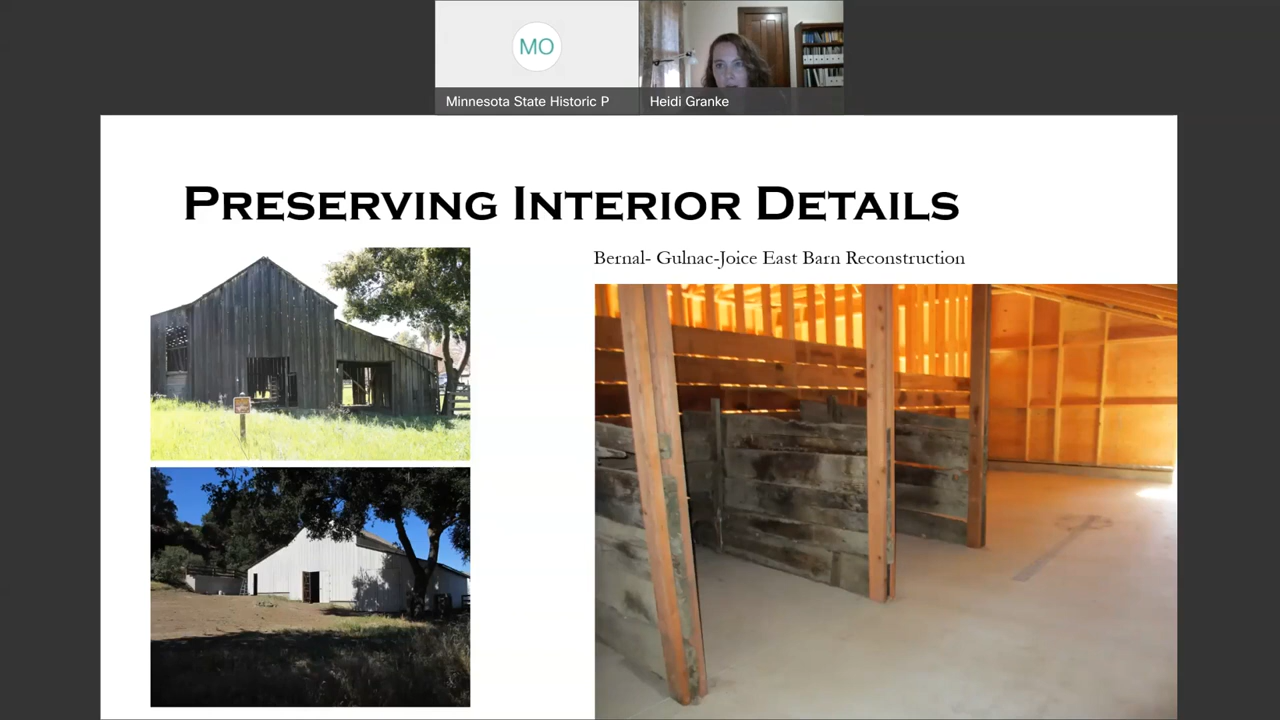 MO
Minnesota State Historic P
Heidi Granke
Preserving Interior Details
Bernal- Gulnac-Joice East Barn Reconstruction